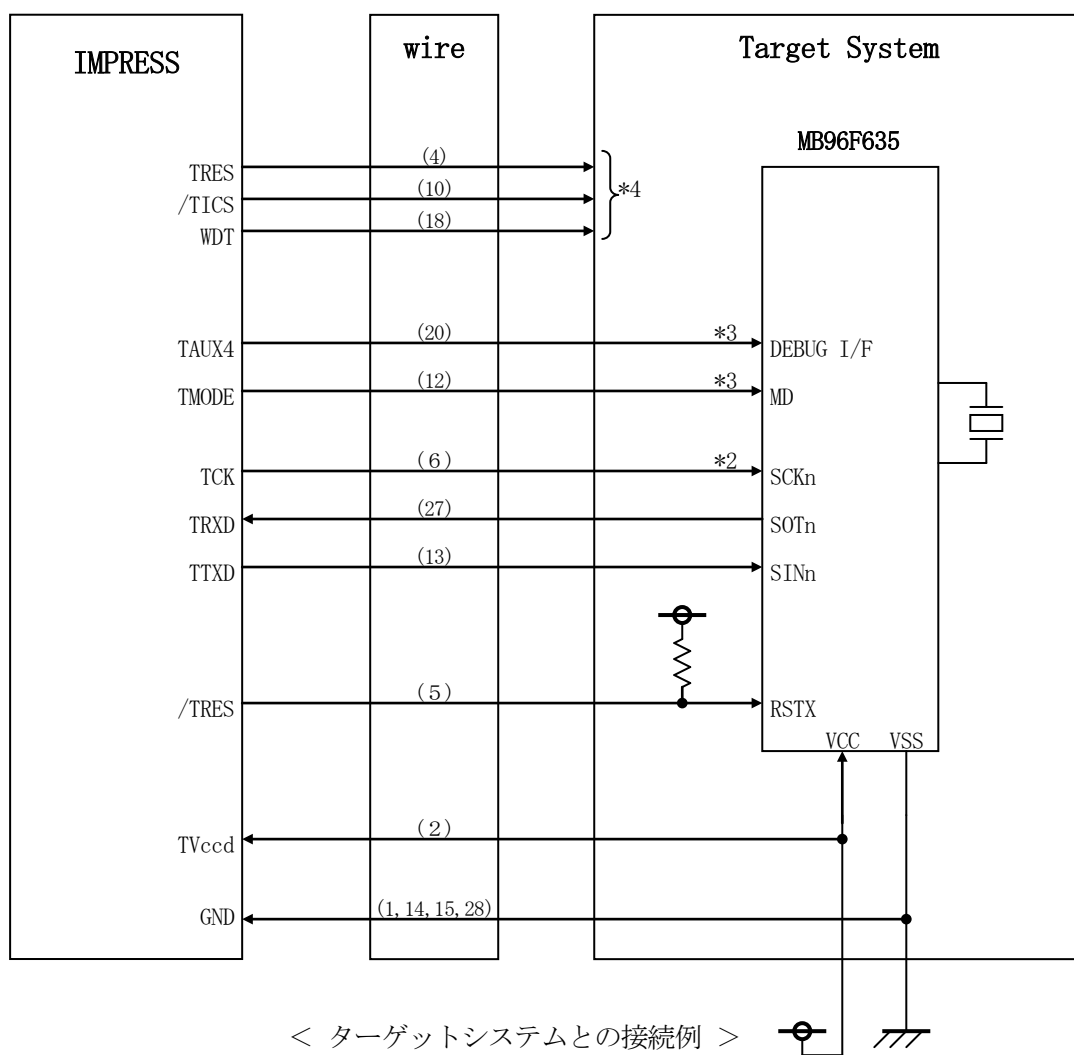 IMPRESS
wire
Target System
MB96F635
TRES
(4)
*4
/TICS
(10)
WDT
(18)
TAUX4
(20)
*3
DEBUG I/F
TMODE
(12)
*3
MD
TCK
(6)
*2
SCKn
TRXD
(27)
SOTn
TTXD
(13)
SINn
/TRES
(5)
RSTX
VCC VSS
TVccd
(2)
GND
(1,14,15,28)
< ターゲットシステムとの接続例 >